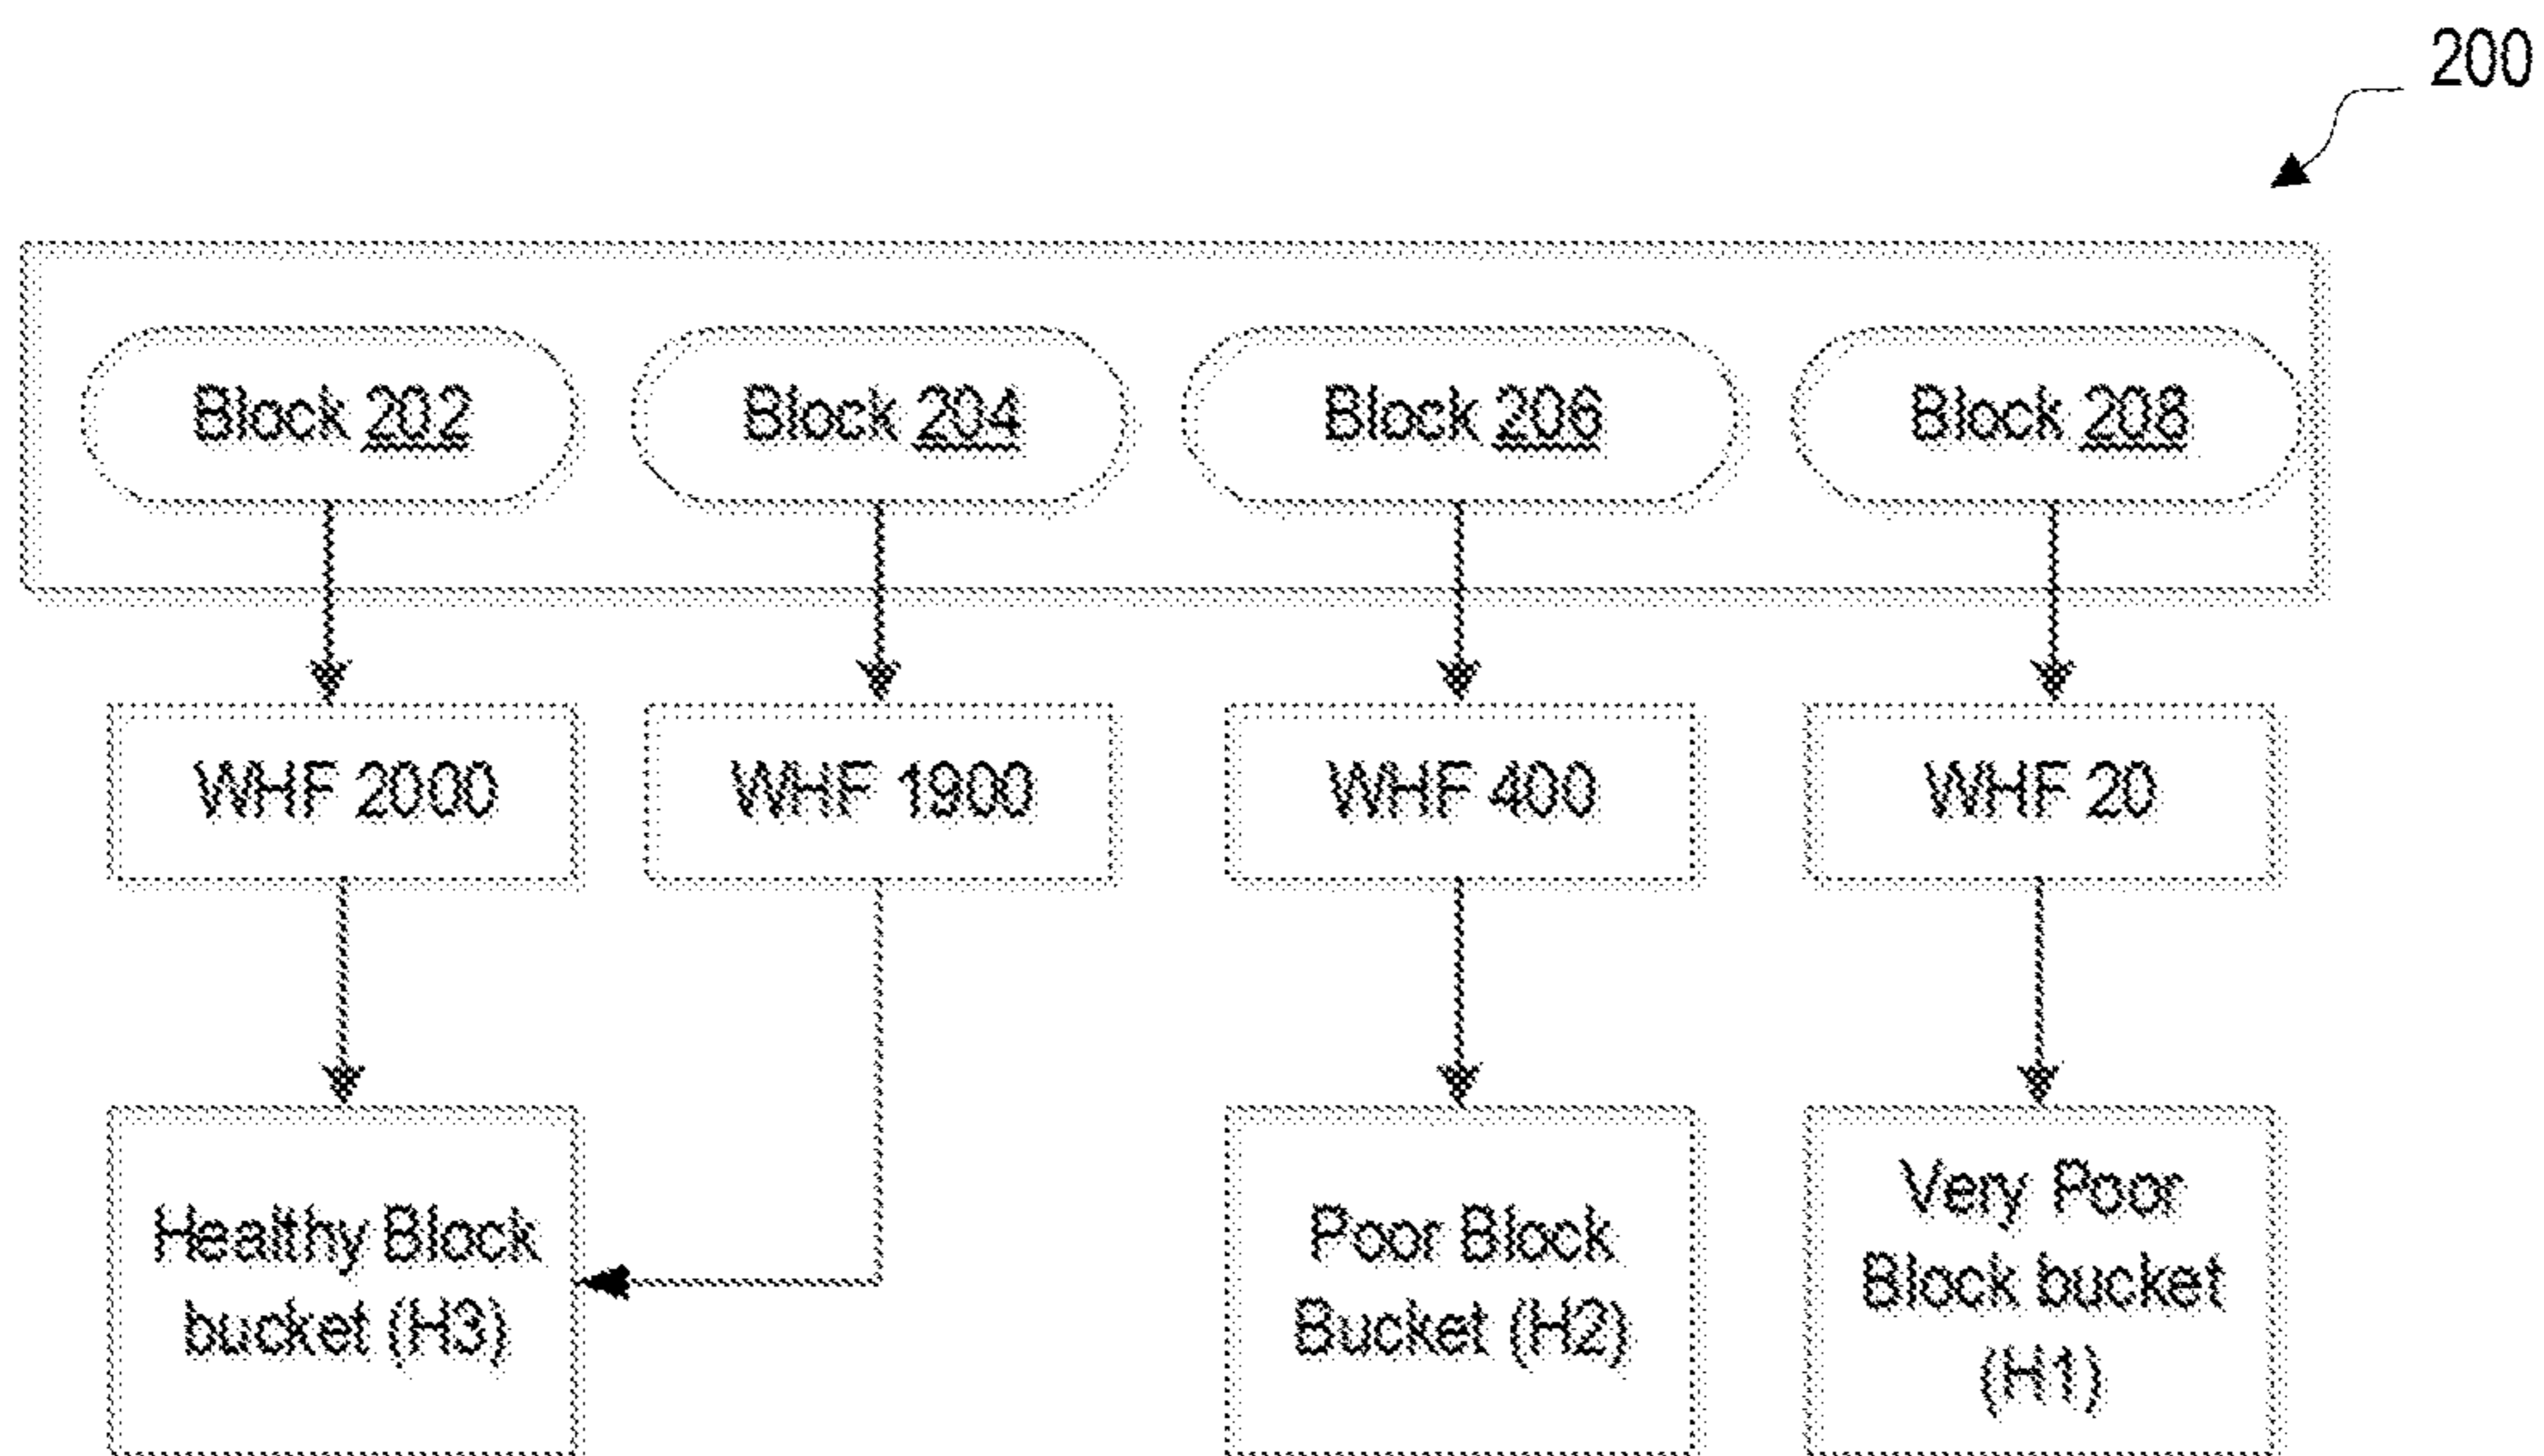 200
Block 202
Block 204
Block 206
Block 208
WHF 2000
WHF 1900
WHF 400
WHF 20
Healthy Block
bucket (H3)
Poor Block
Bucket (H2)
Very Poor
Block bucket
(H1)